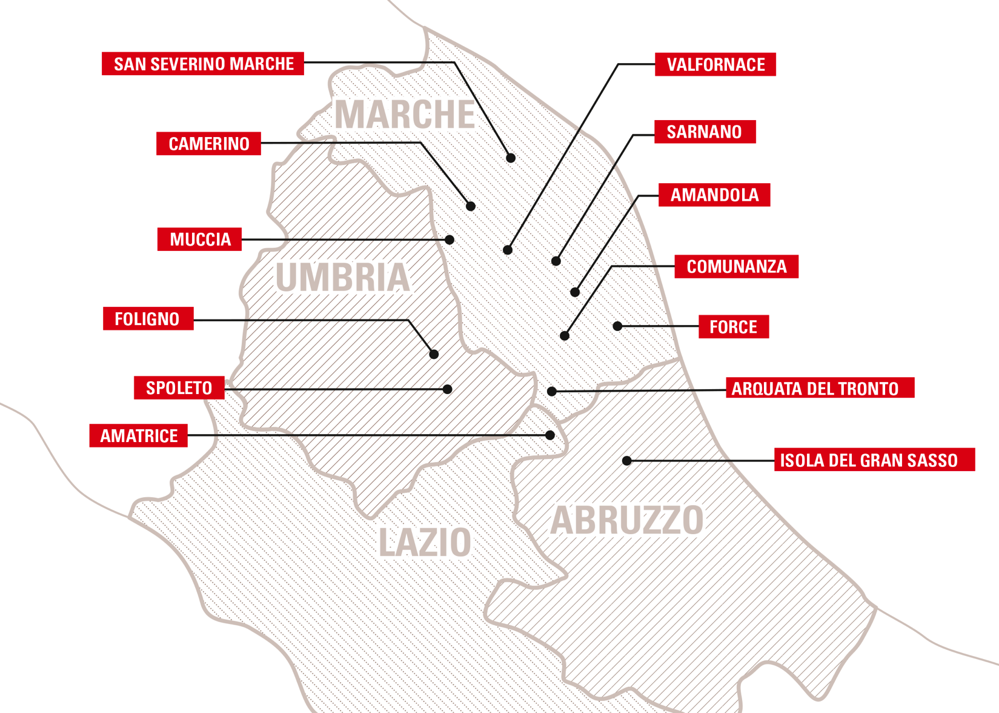 SAN SEVERINO MARCHE
VALFORNACE
MARCHE
SARNANO
CAMERINO
AMANDOLA
MUCCIA
COMUNANZA
UMBRIA
FOLIGNO
FORCE
SPOLETO
ARQUATA DEL TRONTO
AMATRICE
ISOLA DEL GRAN SASSO
ABRUZZO
LAZIO